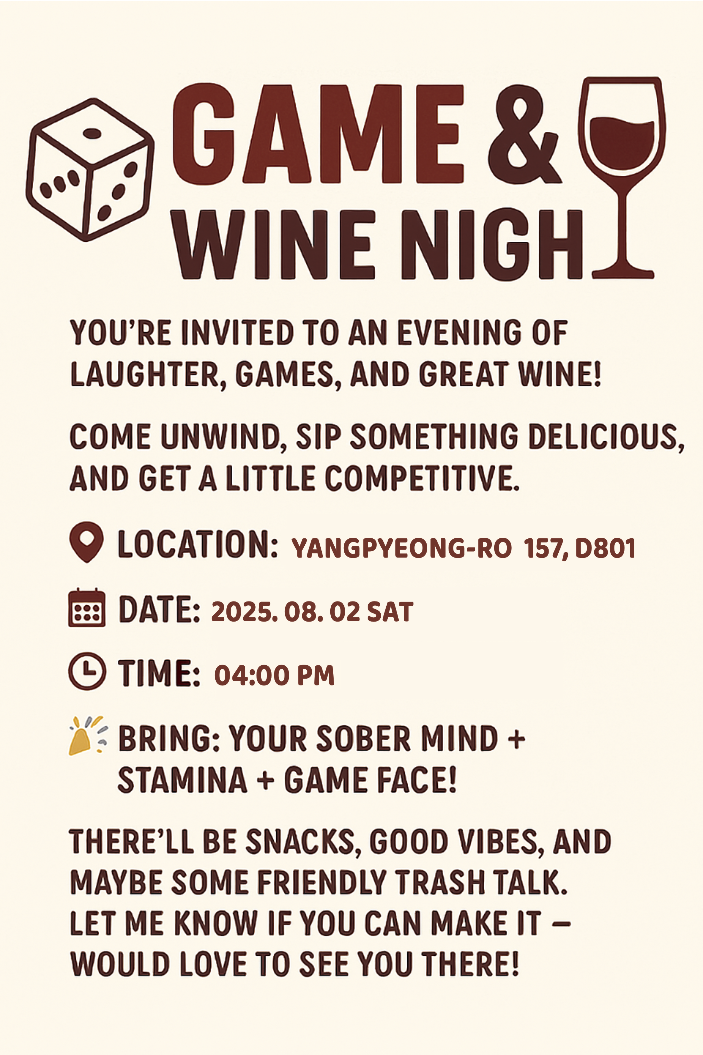 GAME &
WINE NIGH
YOU'RE INVITED TO AN EVENING OF
LAUGHTER, GAMES, AND GREAT WINE!
COME UNWIND, SIP SOMETHING DELICIOUS,
AND GET A LITTLE COMPETITIVE.
LOCATION: YANGPYEONG-RO 157, D801
DATE: 2025. 08. 02 SAT
TIME: 04:00 PM
BRING: YOUR SOBER MIND +
STAMINA + GAME FACE!
THERE'LL BE SNACKS, GOOD VIBES, AND
MAYBE SOME FRIENDLY TRASH TALK.
LET ME KNOW IF YOU CAN MAKE IT –
WOULD LOVE TO SEE YOU THERE!